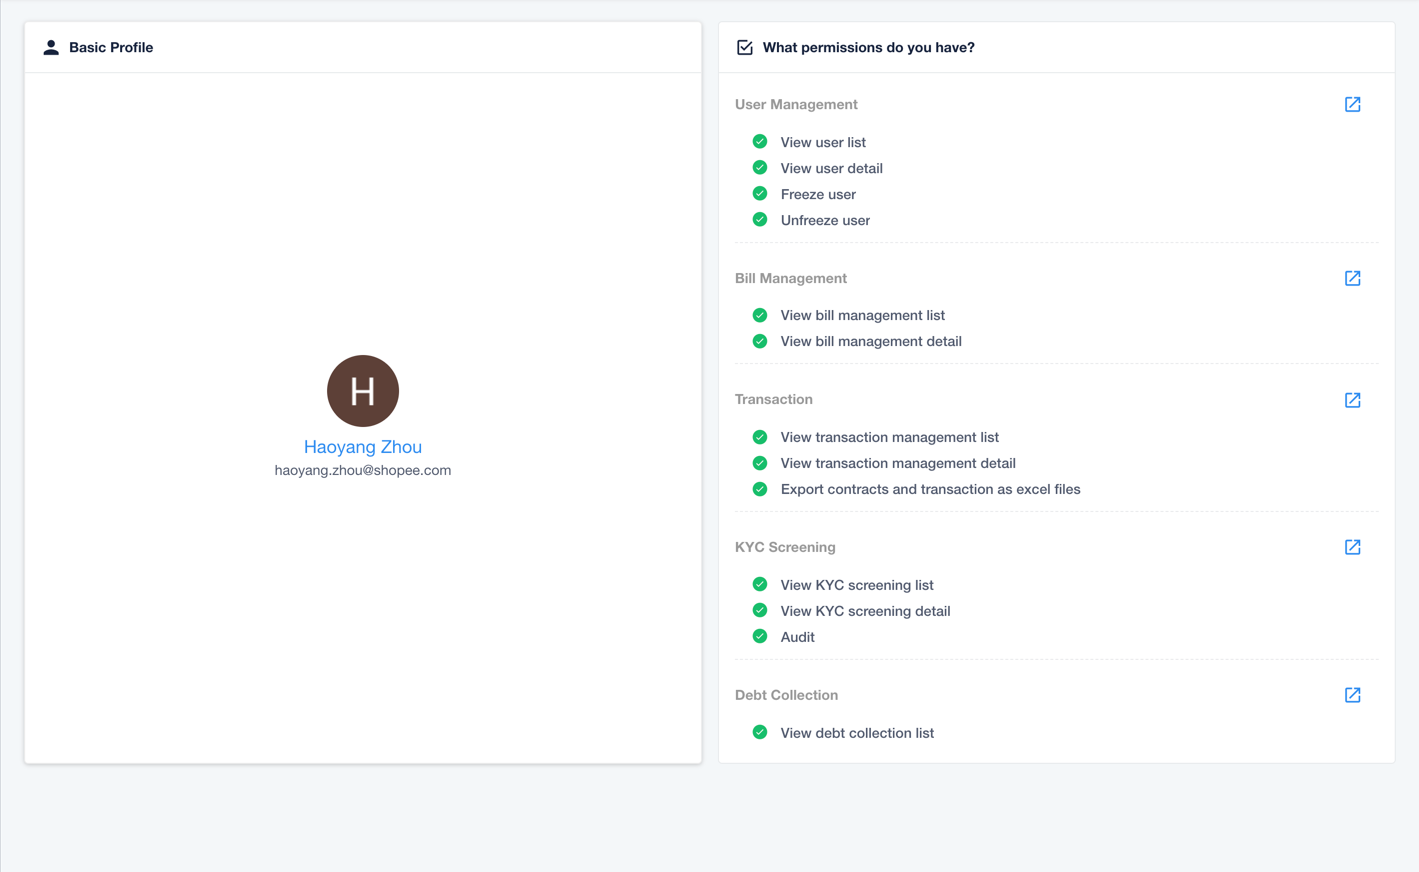 Basic Profile
H
Haoyang Zhou
haoyang.zhou@shopee.com
What permissions do you have?
User Management
View user list
View user detail
Freeze user
Unfreeze user
Bill Management
View bill management list
View bill management detail
Transaction
View transaction management list
View transaction management detail
Export contracts and transaction as excel files
KYC Screening
View KYC screening list
View KYC screening detail
Audit
Debt Collection
View debt collection list